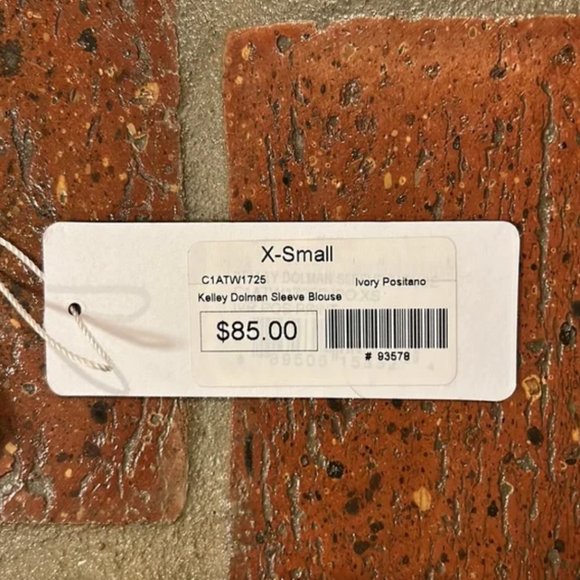 X-Small
C1ATW1725 Ivory Positano
Kelley Dolman Sleeve Blouse
$85.00
# 93578